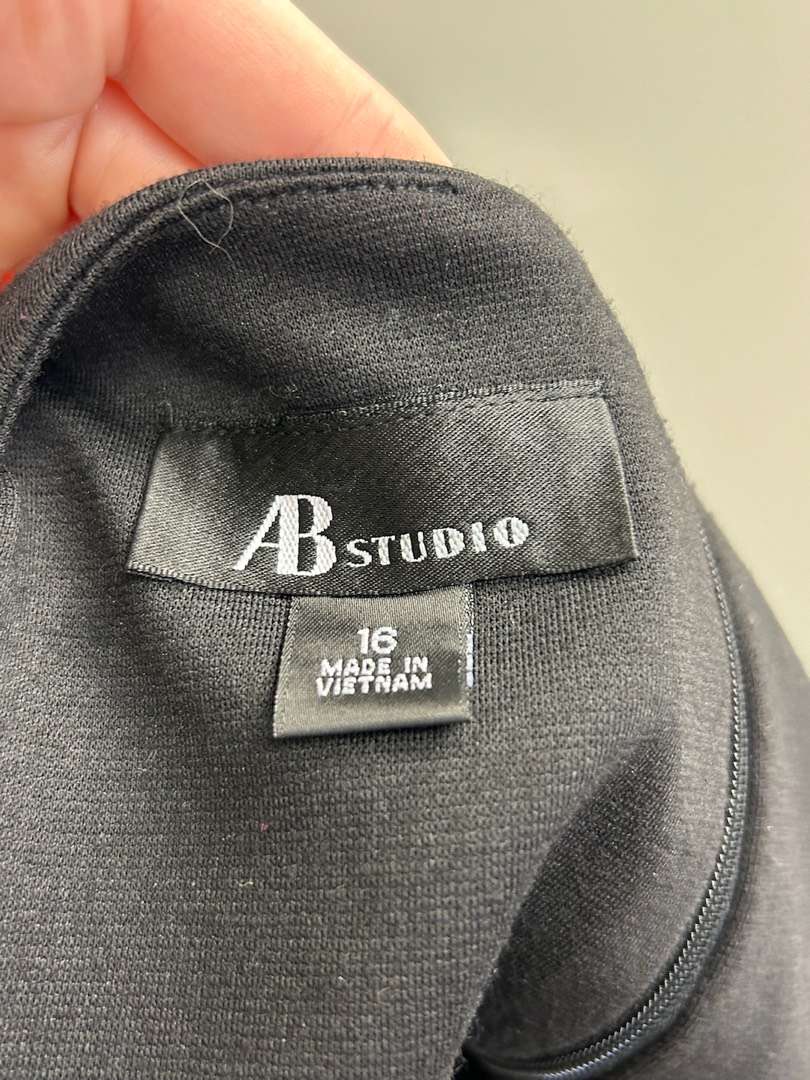 AB STUDIO
16
MADE IN
VIETNAM